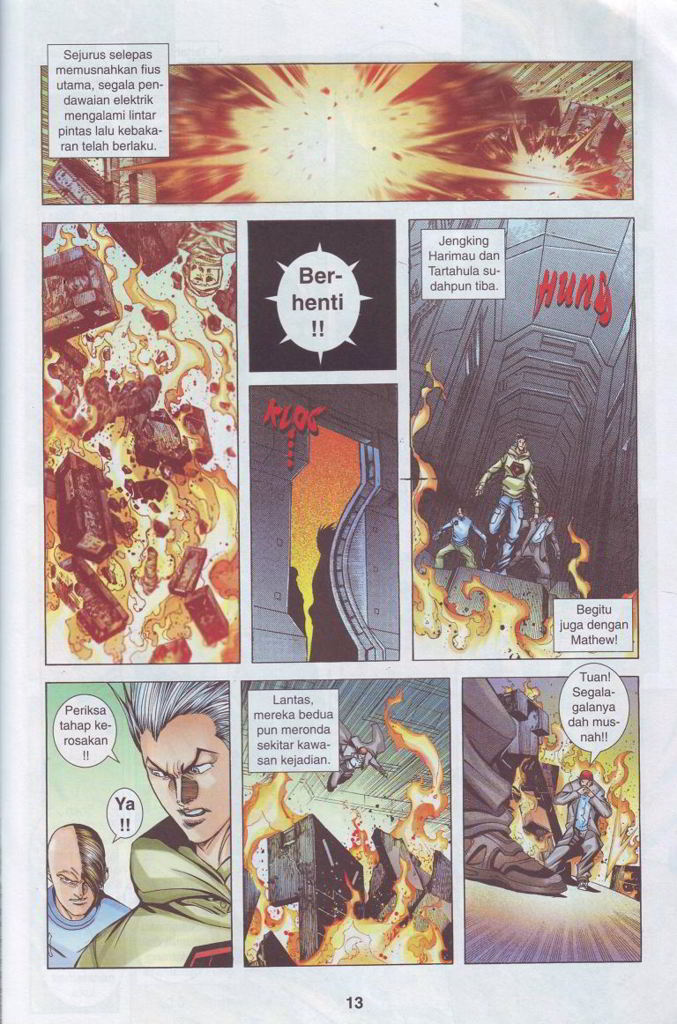 Sejurus selepas
memusnahkan fius
utama, segala pen-
dawaian elektrik
mengalami lintar
pintas lalu kebaka-
ran telah berlaku.
Ber-
henti
!!
KLOC
Jengking
Harimau dan
Tartahula su-
dahpun tiba.
HUNG
Begitu
juga dengan
Mathew!
Periksa
tahap ke-
rosakan
!!
Ya
!!
Lantas,
mereka bedua
pun meronda
sekitar kawa-
san kejadian.
Tuan!
Segala-
galanya
dah mus-
nah!!
13